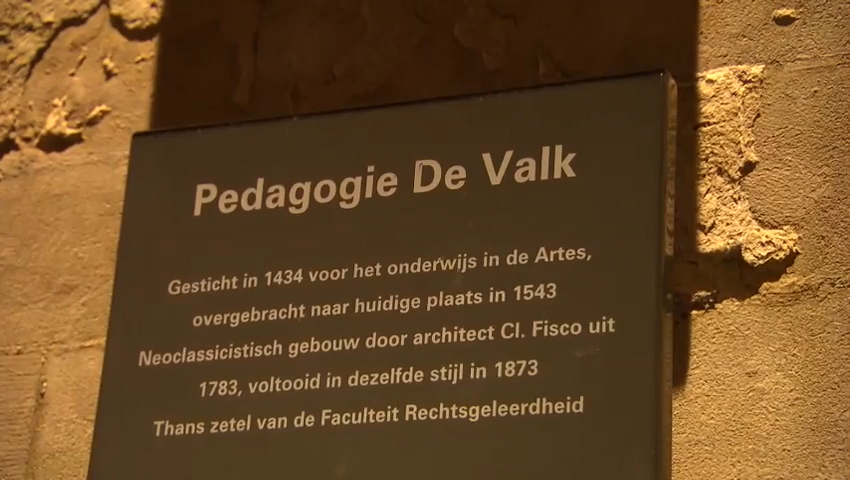 Pedagogie De Valk
Gesticht in 1434 voor het onderwijs in de Artes,
overgebracht naar huidige plaats in 1543
Neoclassicistisch gebouw door architect Cl. Fisco uit
1783, voltooid in dezelfde stijl in 1873
Thans zetel van de Faculteit Rechtsgeleerdheid